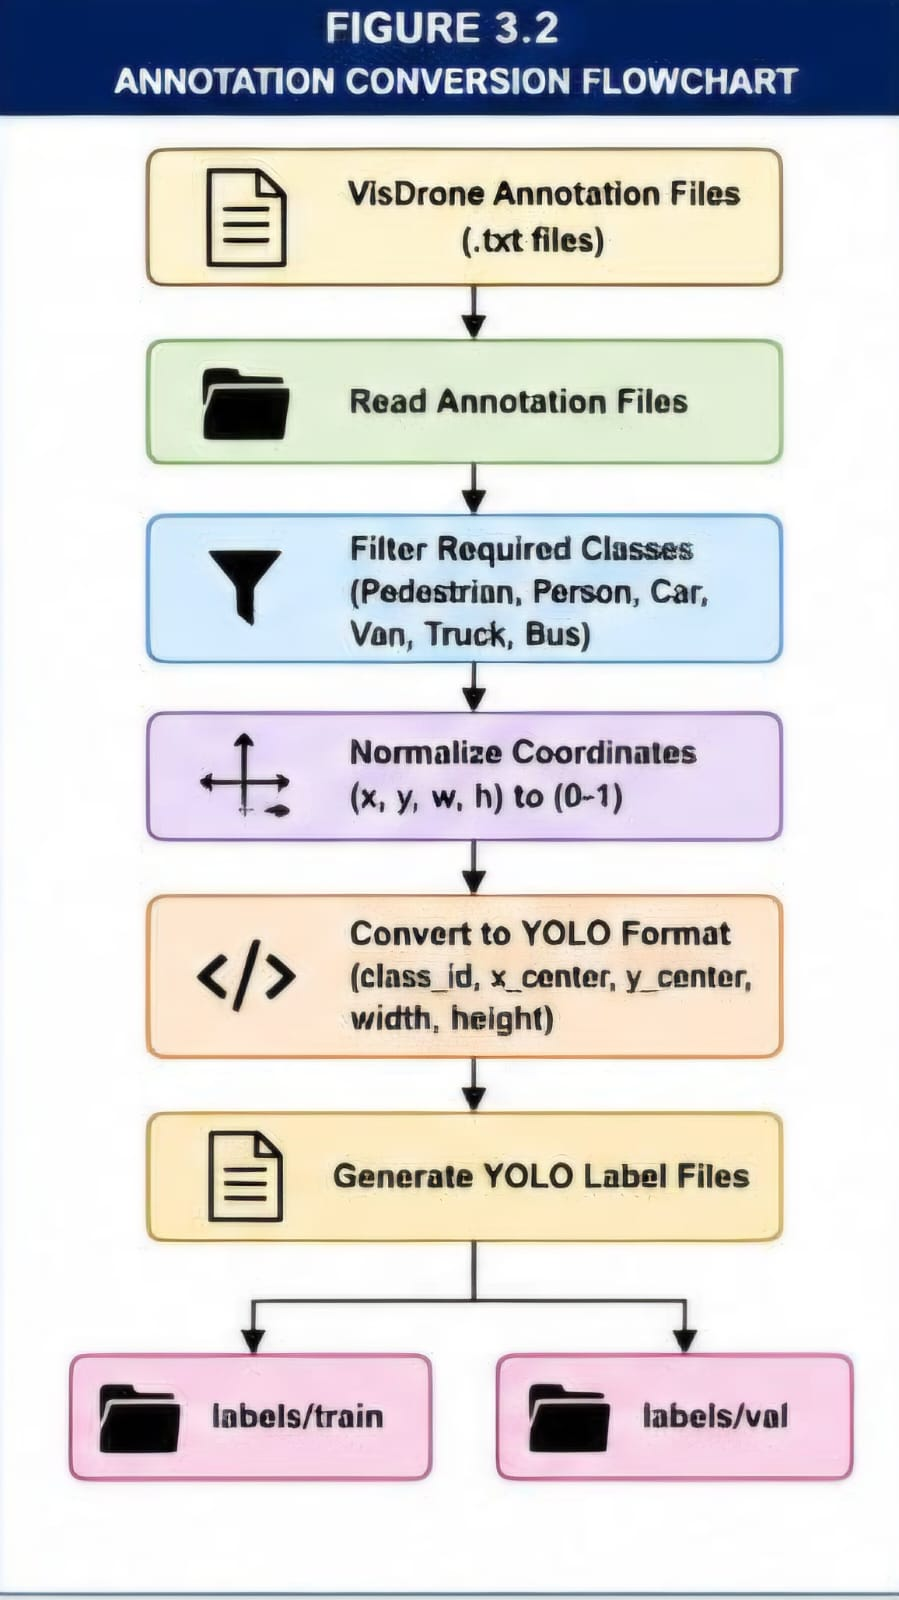 FIGURE 3.2
ANNOTATION CONVERSION FLOWCHART
VisDrone Annotation Files
(.txt files)
Read Annotation Files
Filter Required Classes
(Pedestrian, Person, Car,
Van, Truck, Bus)
Normalize Coordinates
(x, y, w, h) to (0-1)
Convert to YOLO Format
(class_id, x_center, y_center,
width, height)
Generate YOLO Label Files
labels/train
labels/val